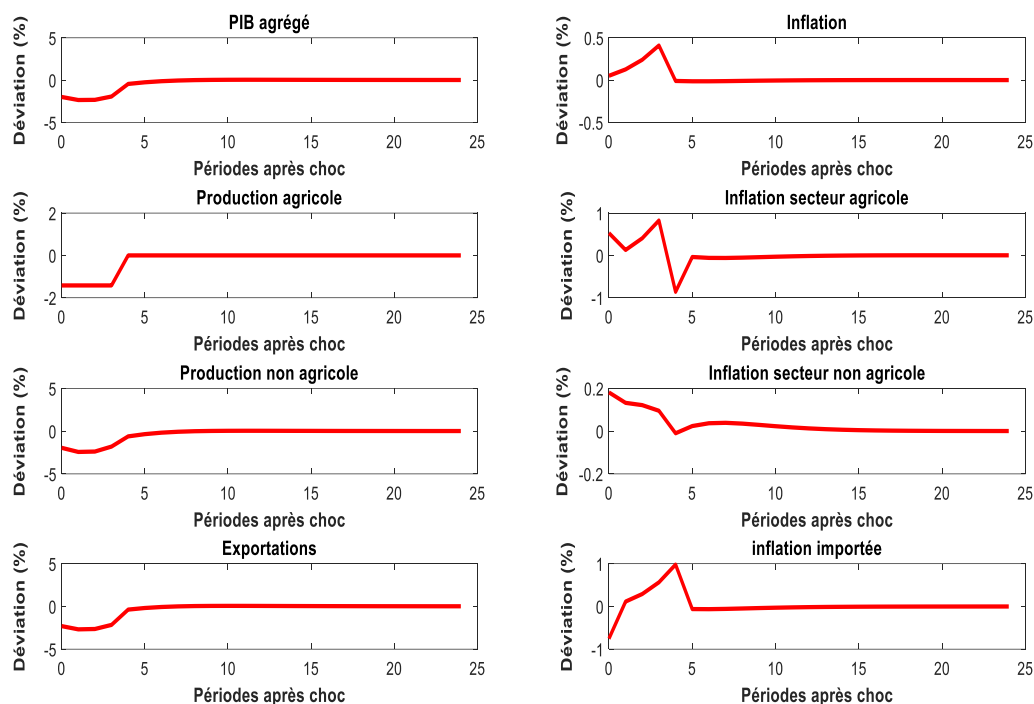 PIB agrégé
Déviation (%)
5
0
-5
0 5 10 15 20 25
Périodes après choc
Inflation
Déviation (%)
0.5
0
-0.5
0 5 10 15 20 25
Périodes après choc
Production agricole
Déviation (%)
2
0
-2
0 5 10 15 20 25
Périodes après choc
Inflation secteur agricole
Déviation (%)
1
0
-1
0 5 10 15 20 25
Périodes après choc
Production non agricole
Déviation (%)
5
0
-5
0 5 10 15 20 25
Périodes après choc
Inflation secteur non agricole
Déviation (%)
0.2
0
-0.2
0 5 10 15 20 25
Périodes après choc
Exportations
Déviation (%)
5
0
-5
0 5 10 15 20 25
Périodes après choc
inflation importée
Déviation (%)
1
0
-1
0 5 10 15 20 25
Périodes après choc